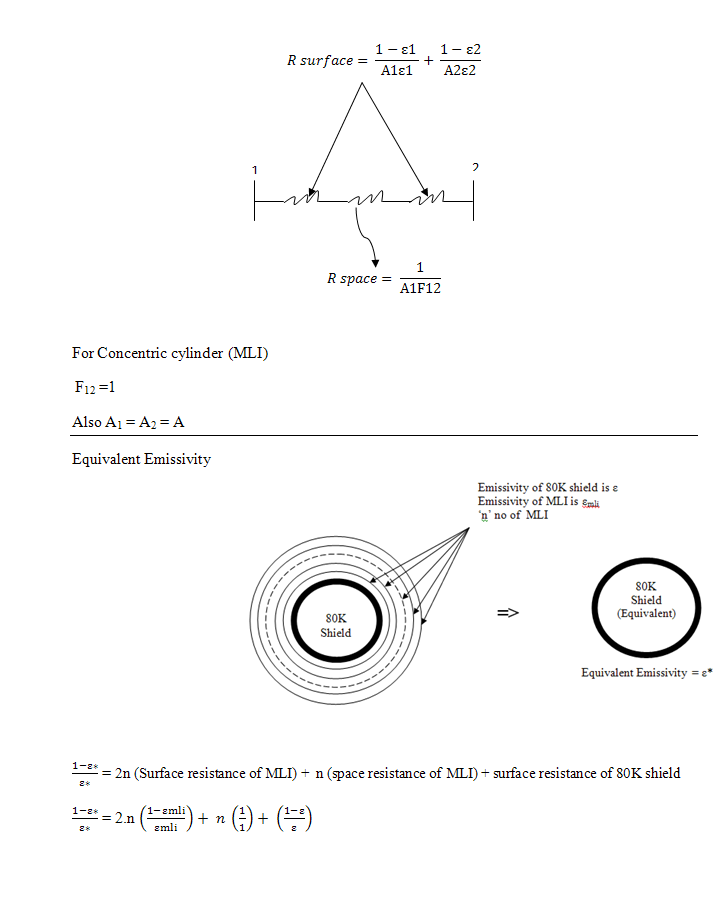 R surface = (1 − ε1)/(A1ε1) + (1 − ε2)/(A2ε2)
1 2
R space = 1/(A1F12)
For Concentric cylinder (MLI)
F12 =1
Also A1 = A2 = A
Equivalent Emissivity
Emissivity of 80K shield is ε
Emissivity of MLI is εmli
'n' no of MLI
80K
Shield
=>
80K
Shield
(Equivalent)
Equivalent Emissivity = ε*
(1−ε*)/(ε*) = 2n (Surface resistance of MLI) + n (space resistance of MLI) + surface resistance of 80K shield
(1−ε*)/(ε*) = 2.n ((1−εmli)/(εmli)) + n (1/1) + ((1−ε)/ε)